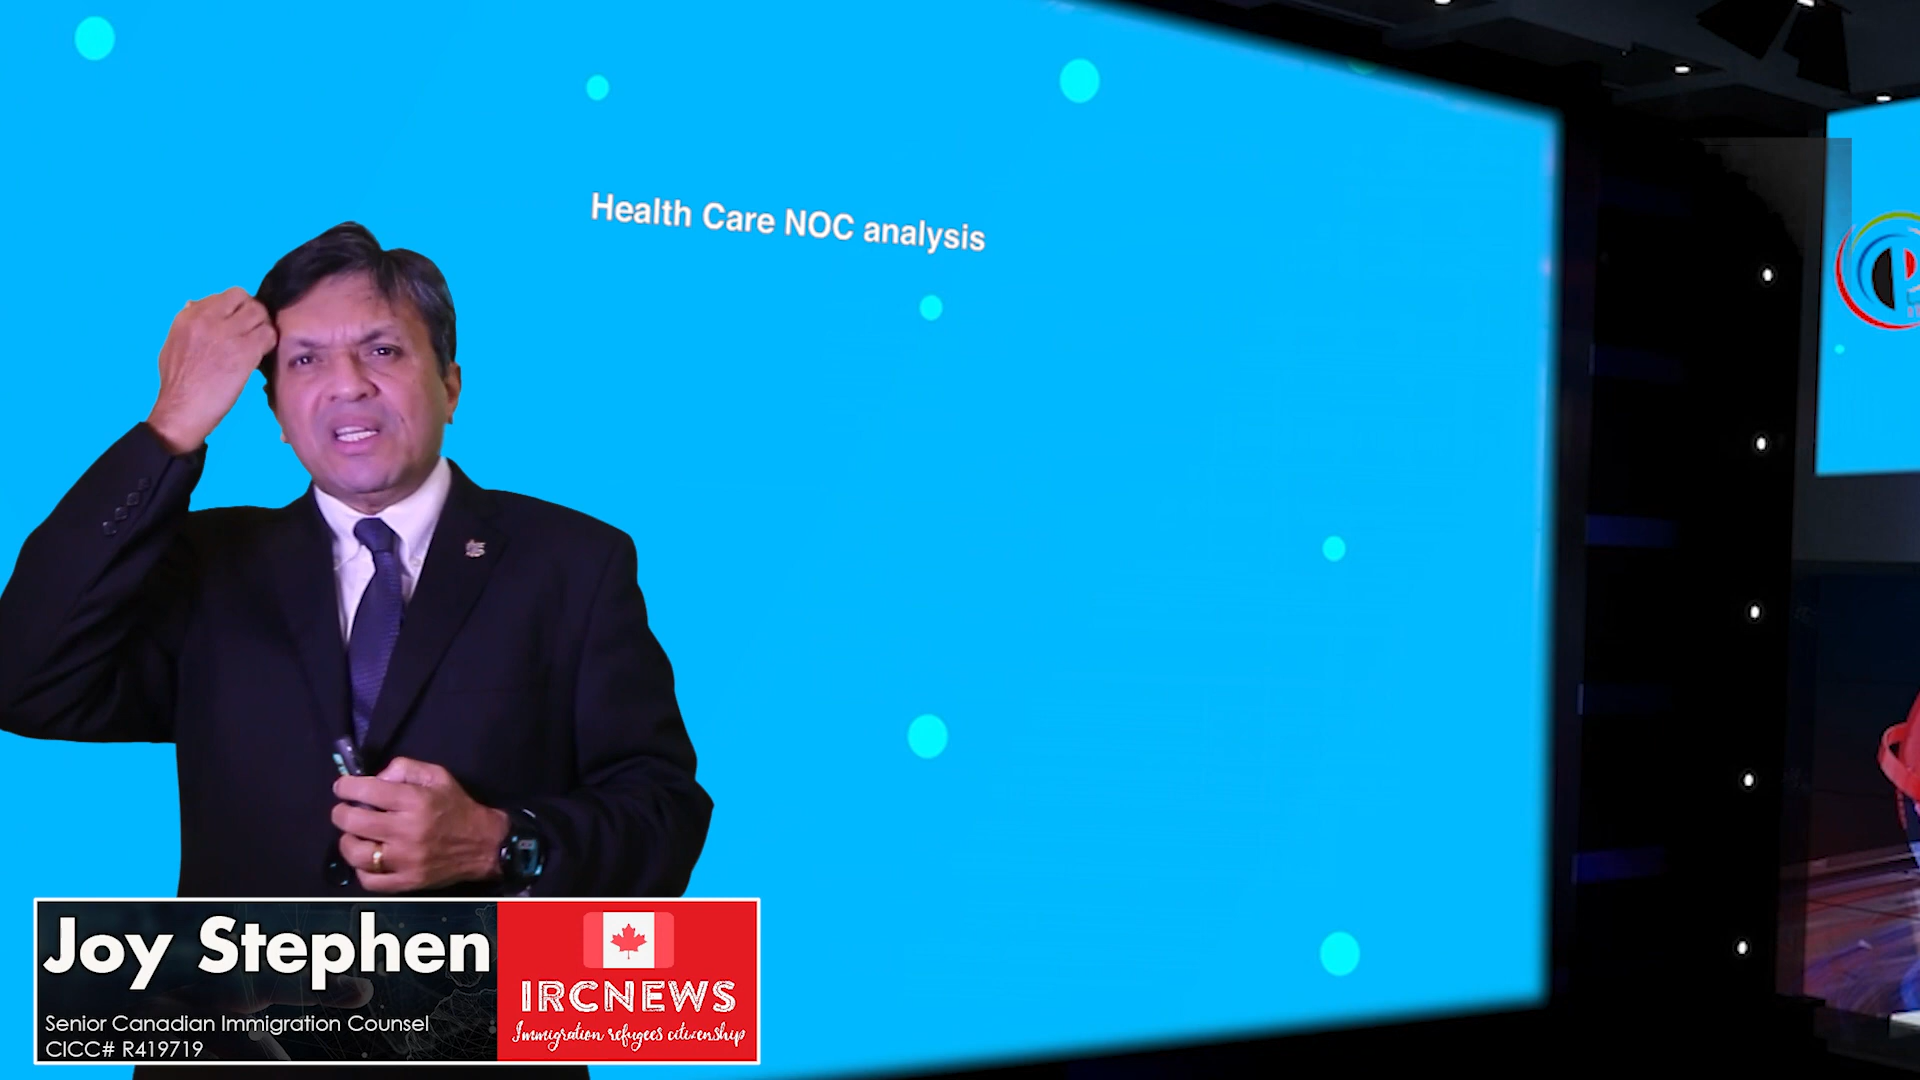 Health Care NOC analysis
Joy Stephen
Senior Canadian Immigration Counsel
CICC# R419719
IRCNEWS
Immigration refugees citizenship